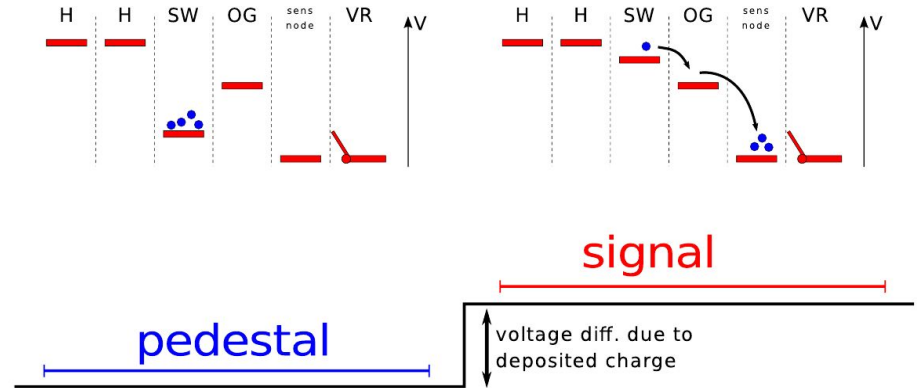 H H SW OG sens node VR V
H H SW OG sens node VR V
signal
pedestal
voltage diff. due to
deposited charge